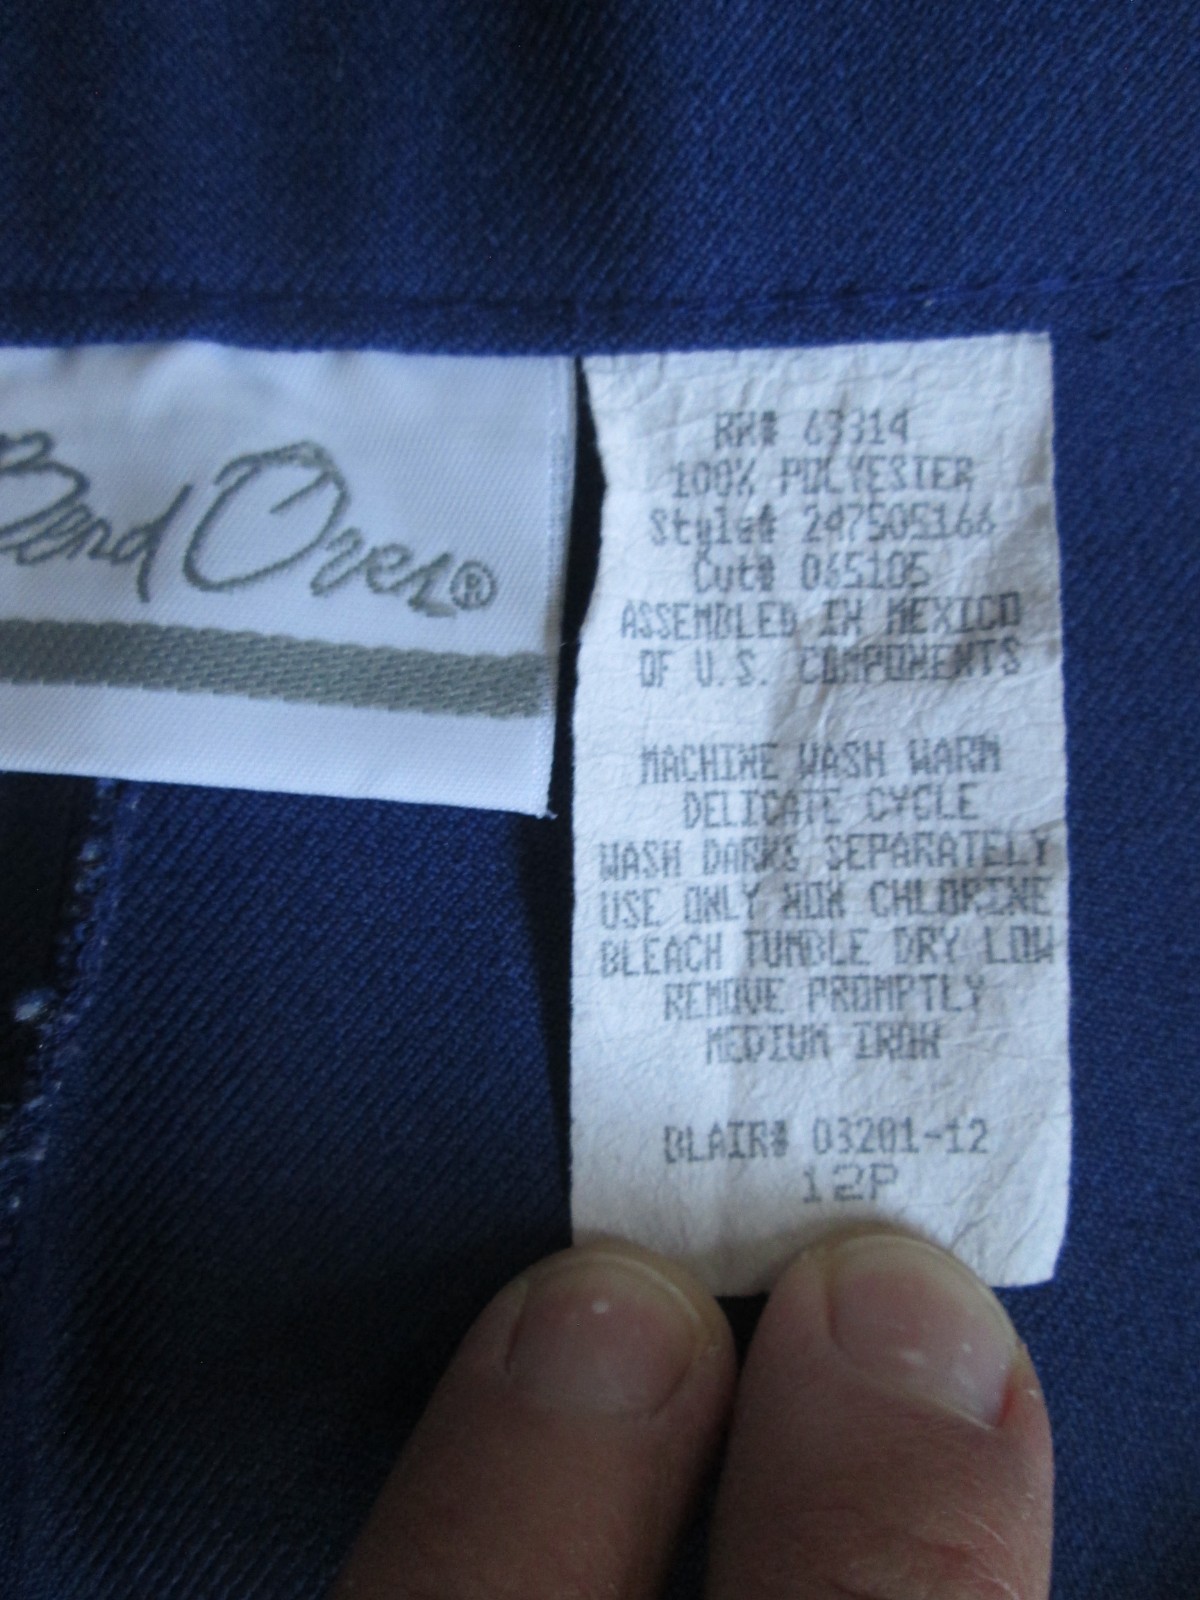 Bend Over®
RN# 69314
100% POLYESTER
Style# 247505166
Cut# 065105
ASSEMBLED IN MEXICO
OF U.S. COMPONENTS
MACHINE WASH WARM
DELICATE CYCLE
WASH DARKS SEPARATELY
USE ONLY NON CHLORINE
BLEACH TUMBLE DRY LOW
REMOVE PROMPTLY
MEDIUM IRON
BLAIR# 03201-12
12P